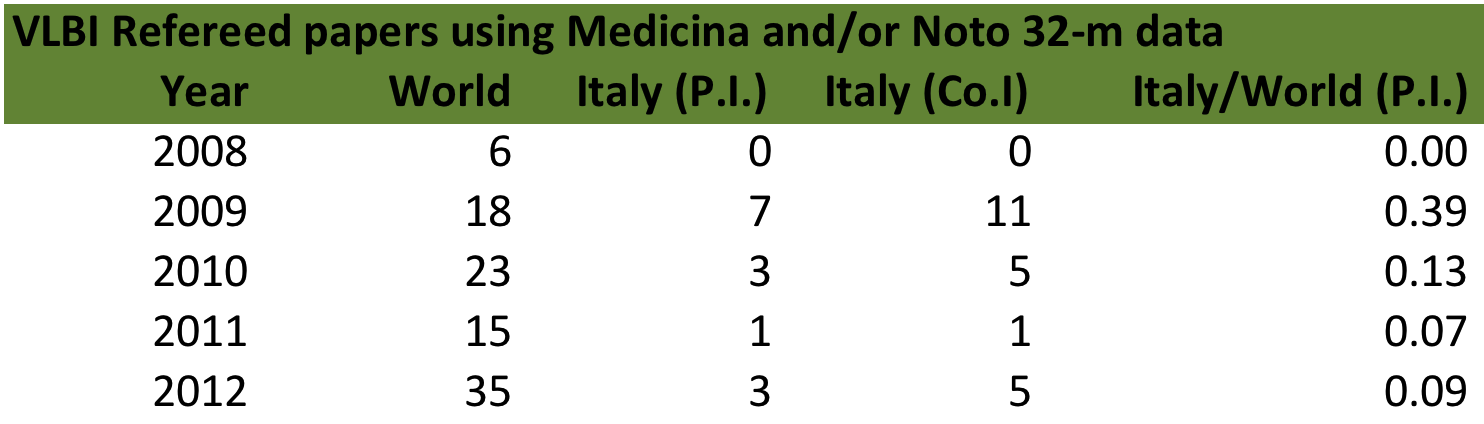 VLBI Refereed papers using Medicina and/or Noto 32-m data
Year World Italy (P.I.) Italy (Co.I) Italy/World (P.I.)
2008 6 0 0 0.00
2009 18 7 11 0.39
2010 23 3 5 0.13
2011 15 1 1 0.07
2012 35 3 5 0.09